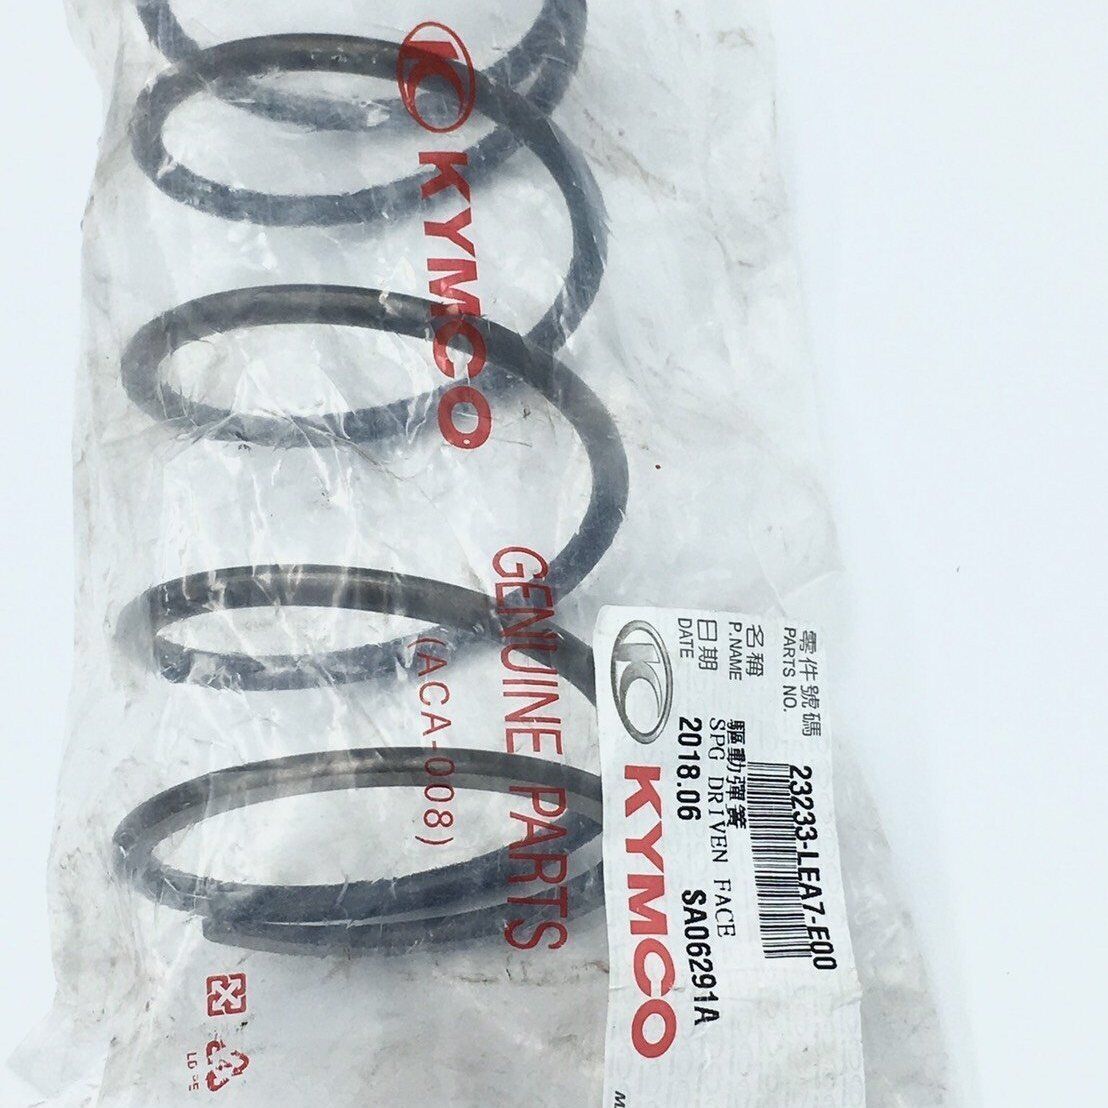 KYMCO
GENUINE PARTS
(ACA-008)
零件號碼 23233-LEA7-E00
PARTS NO.
名稱 驅動彈簧
P.NAME SPG DRIVEN FACE
日期 2018.06 SA06291A
DATE
KYMCO